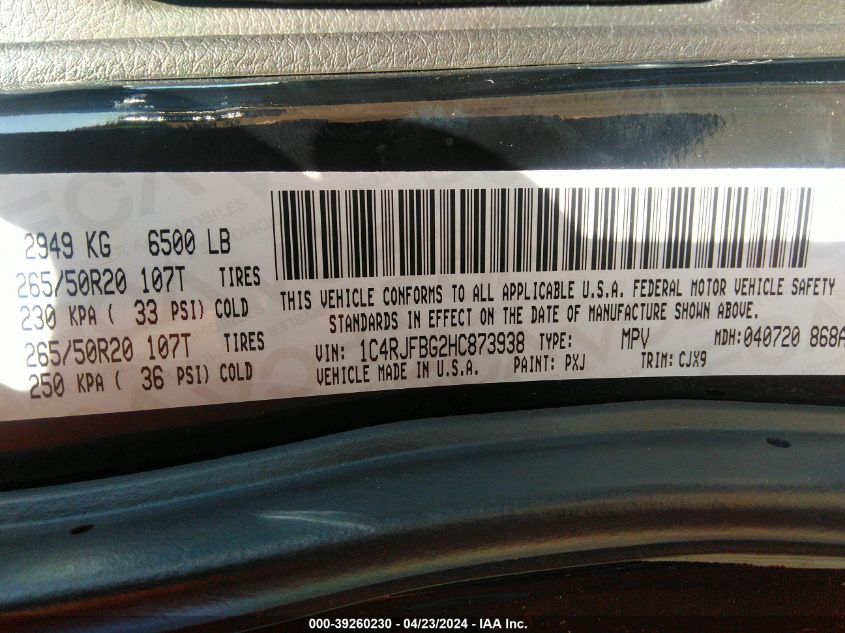 2949 KG 6500 LB
265/50R20 107T TIRES
230 KPA ( 33 PSI) COLD
265/50R20 107T TIRES
250 KPA ( 36 PSI) COLD
THIS VEHICLE CONFORMS TO ALL APPLICABLE U.S.A. FEDERAL MOTOR VEHICLE SAFETY
STANDARDS IN EFFECT ON THE DATE OF MANUFACTURE SHOWN ABOVE.
VIN: 1C4RJFBG2HC873938 TYPE: MPV MDH:040720 868A
VEHICLE MADE IN U.S.A. PAINT: PXJ TRIM: CJX9
000-39260230 - 04/23/2024 - IAA Inc.